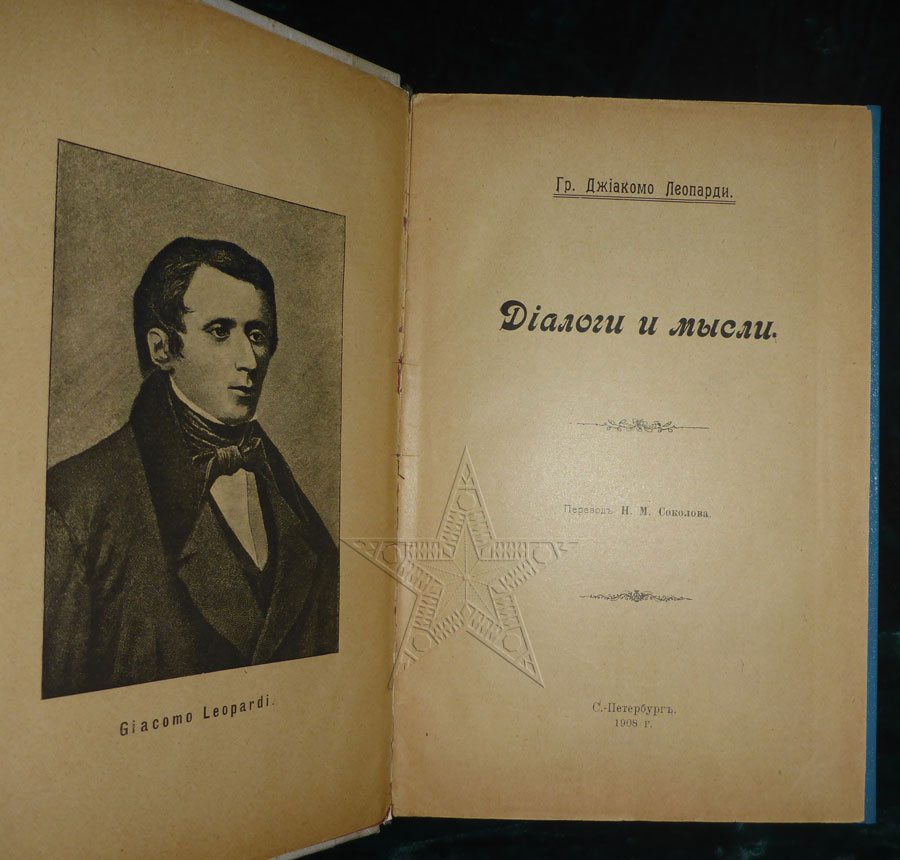 Giacomo Leopardi.
Гр. Джіакомо Леопарди.
Діалоги и мысли.
Переводъ Н. М. Соколова.
С.-Петербургъ.
1908 г.